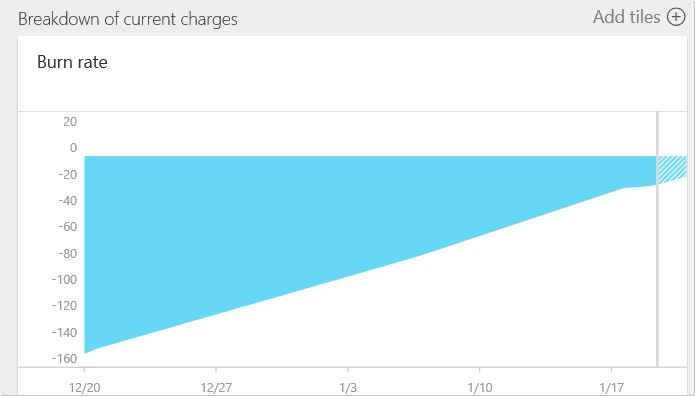 Breakdown of current charges
Add tiles
Burn rate
20
0
-20
-40
-60
-80
-100
-120
-140
-160
12/20 12/27 1/3 1/10 1/17